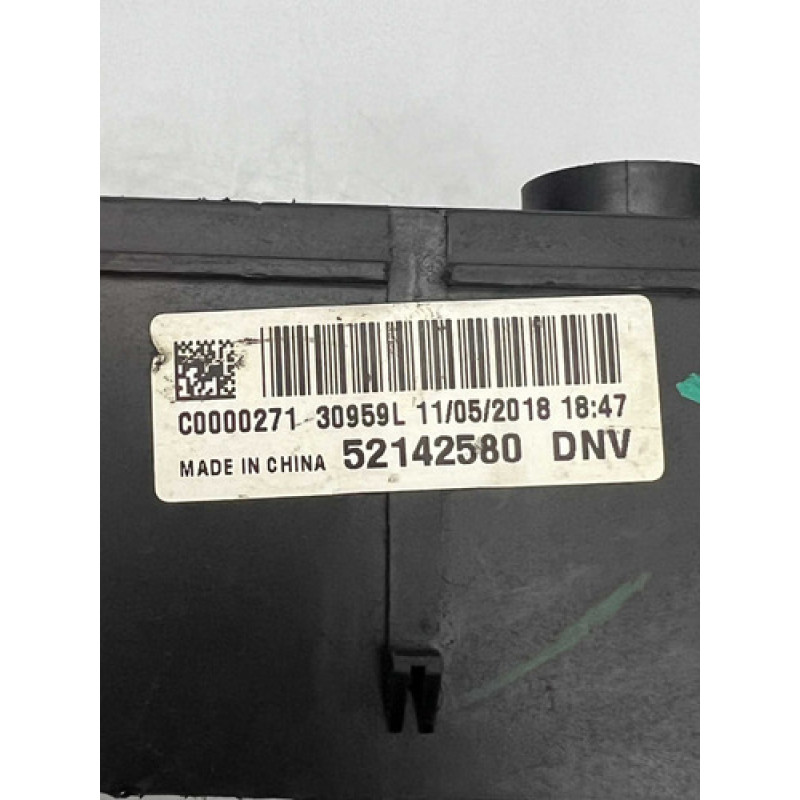 C0000271 30959L 11/05/2018 18:47
MADE IN CHINA 52142580 DNV